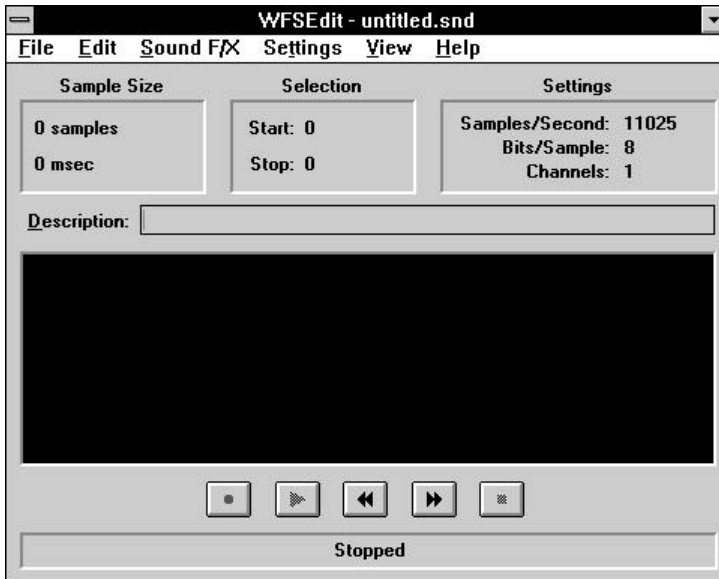 WFSEdit - untitled.snd
File Edit Sound F/X Settings View Help
Sample Size
0 samples
0 msec
Selection
Start: 0
Stop: 0
Settings
Samples/Second: 11025
Bits/Sample: 8
Channels: 1
Description:
Stopped